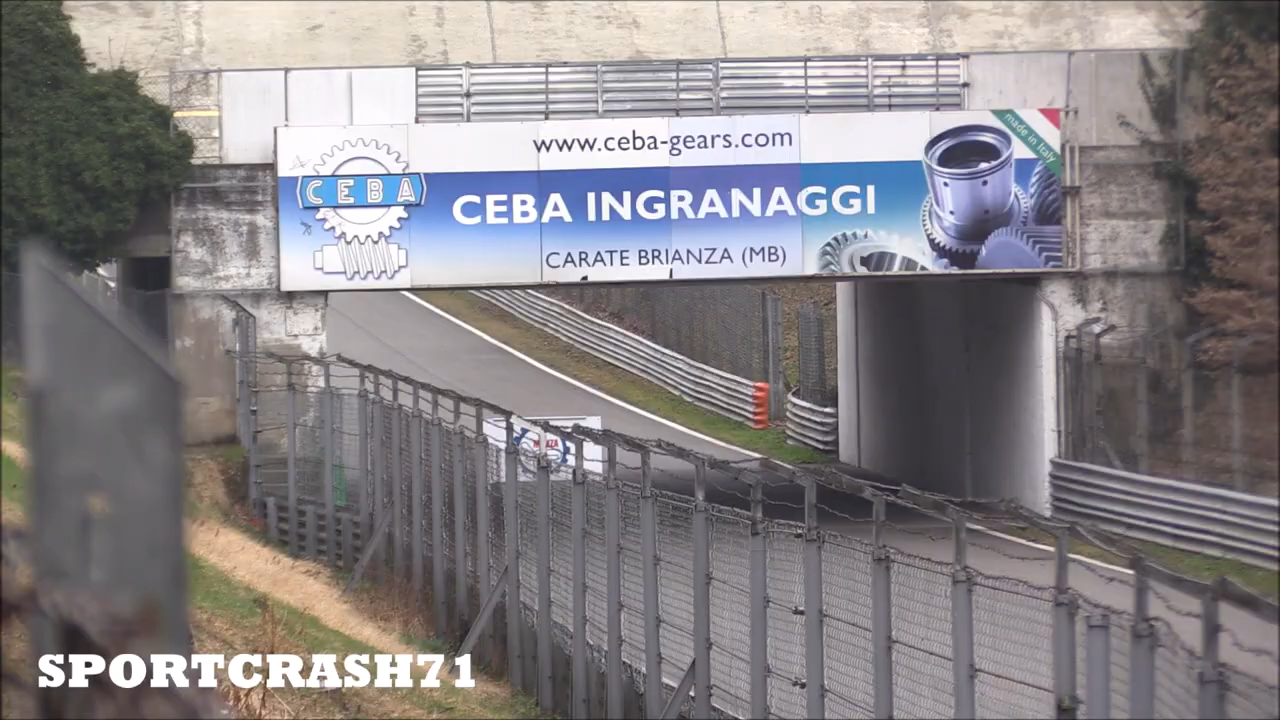 www.ceba-gears.com
made in Italy
CEBA
CEBA INGRANAGGI
CARATE BRIANZA (MB)
SPORTCRASH71